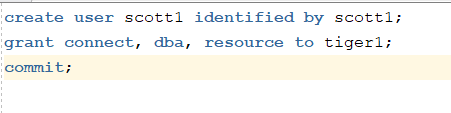 create user scott1 identified by scott1;
grant connect, dba, resource to tiger1;
commit;